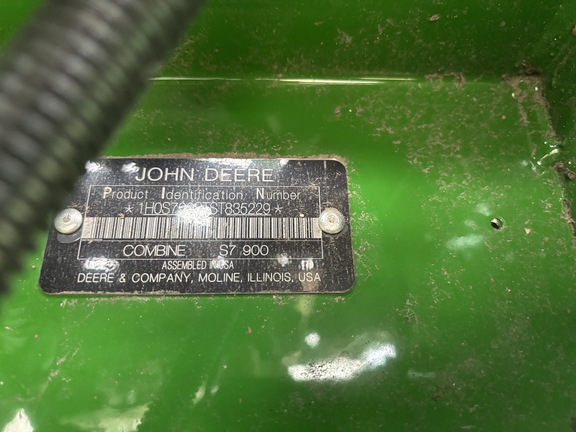 JOHN DEERE
Product Identification Number
COMBINE S7 900
ASSEMBLED IN USA
DEERE & COMPANY, MOLINE, ILLINOIS, USA